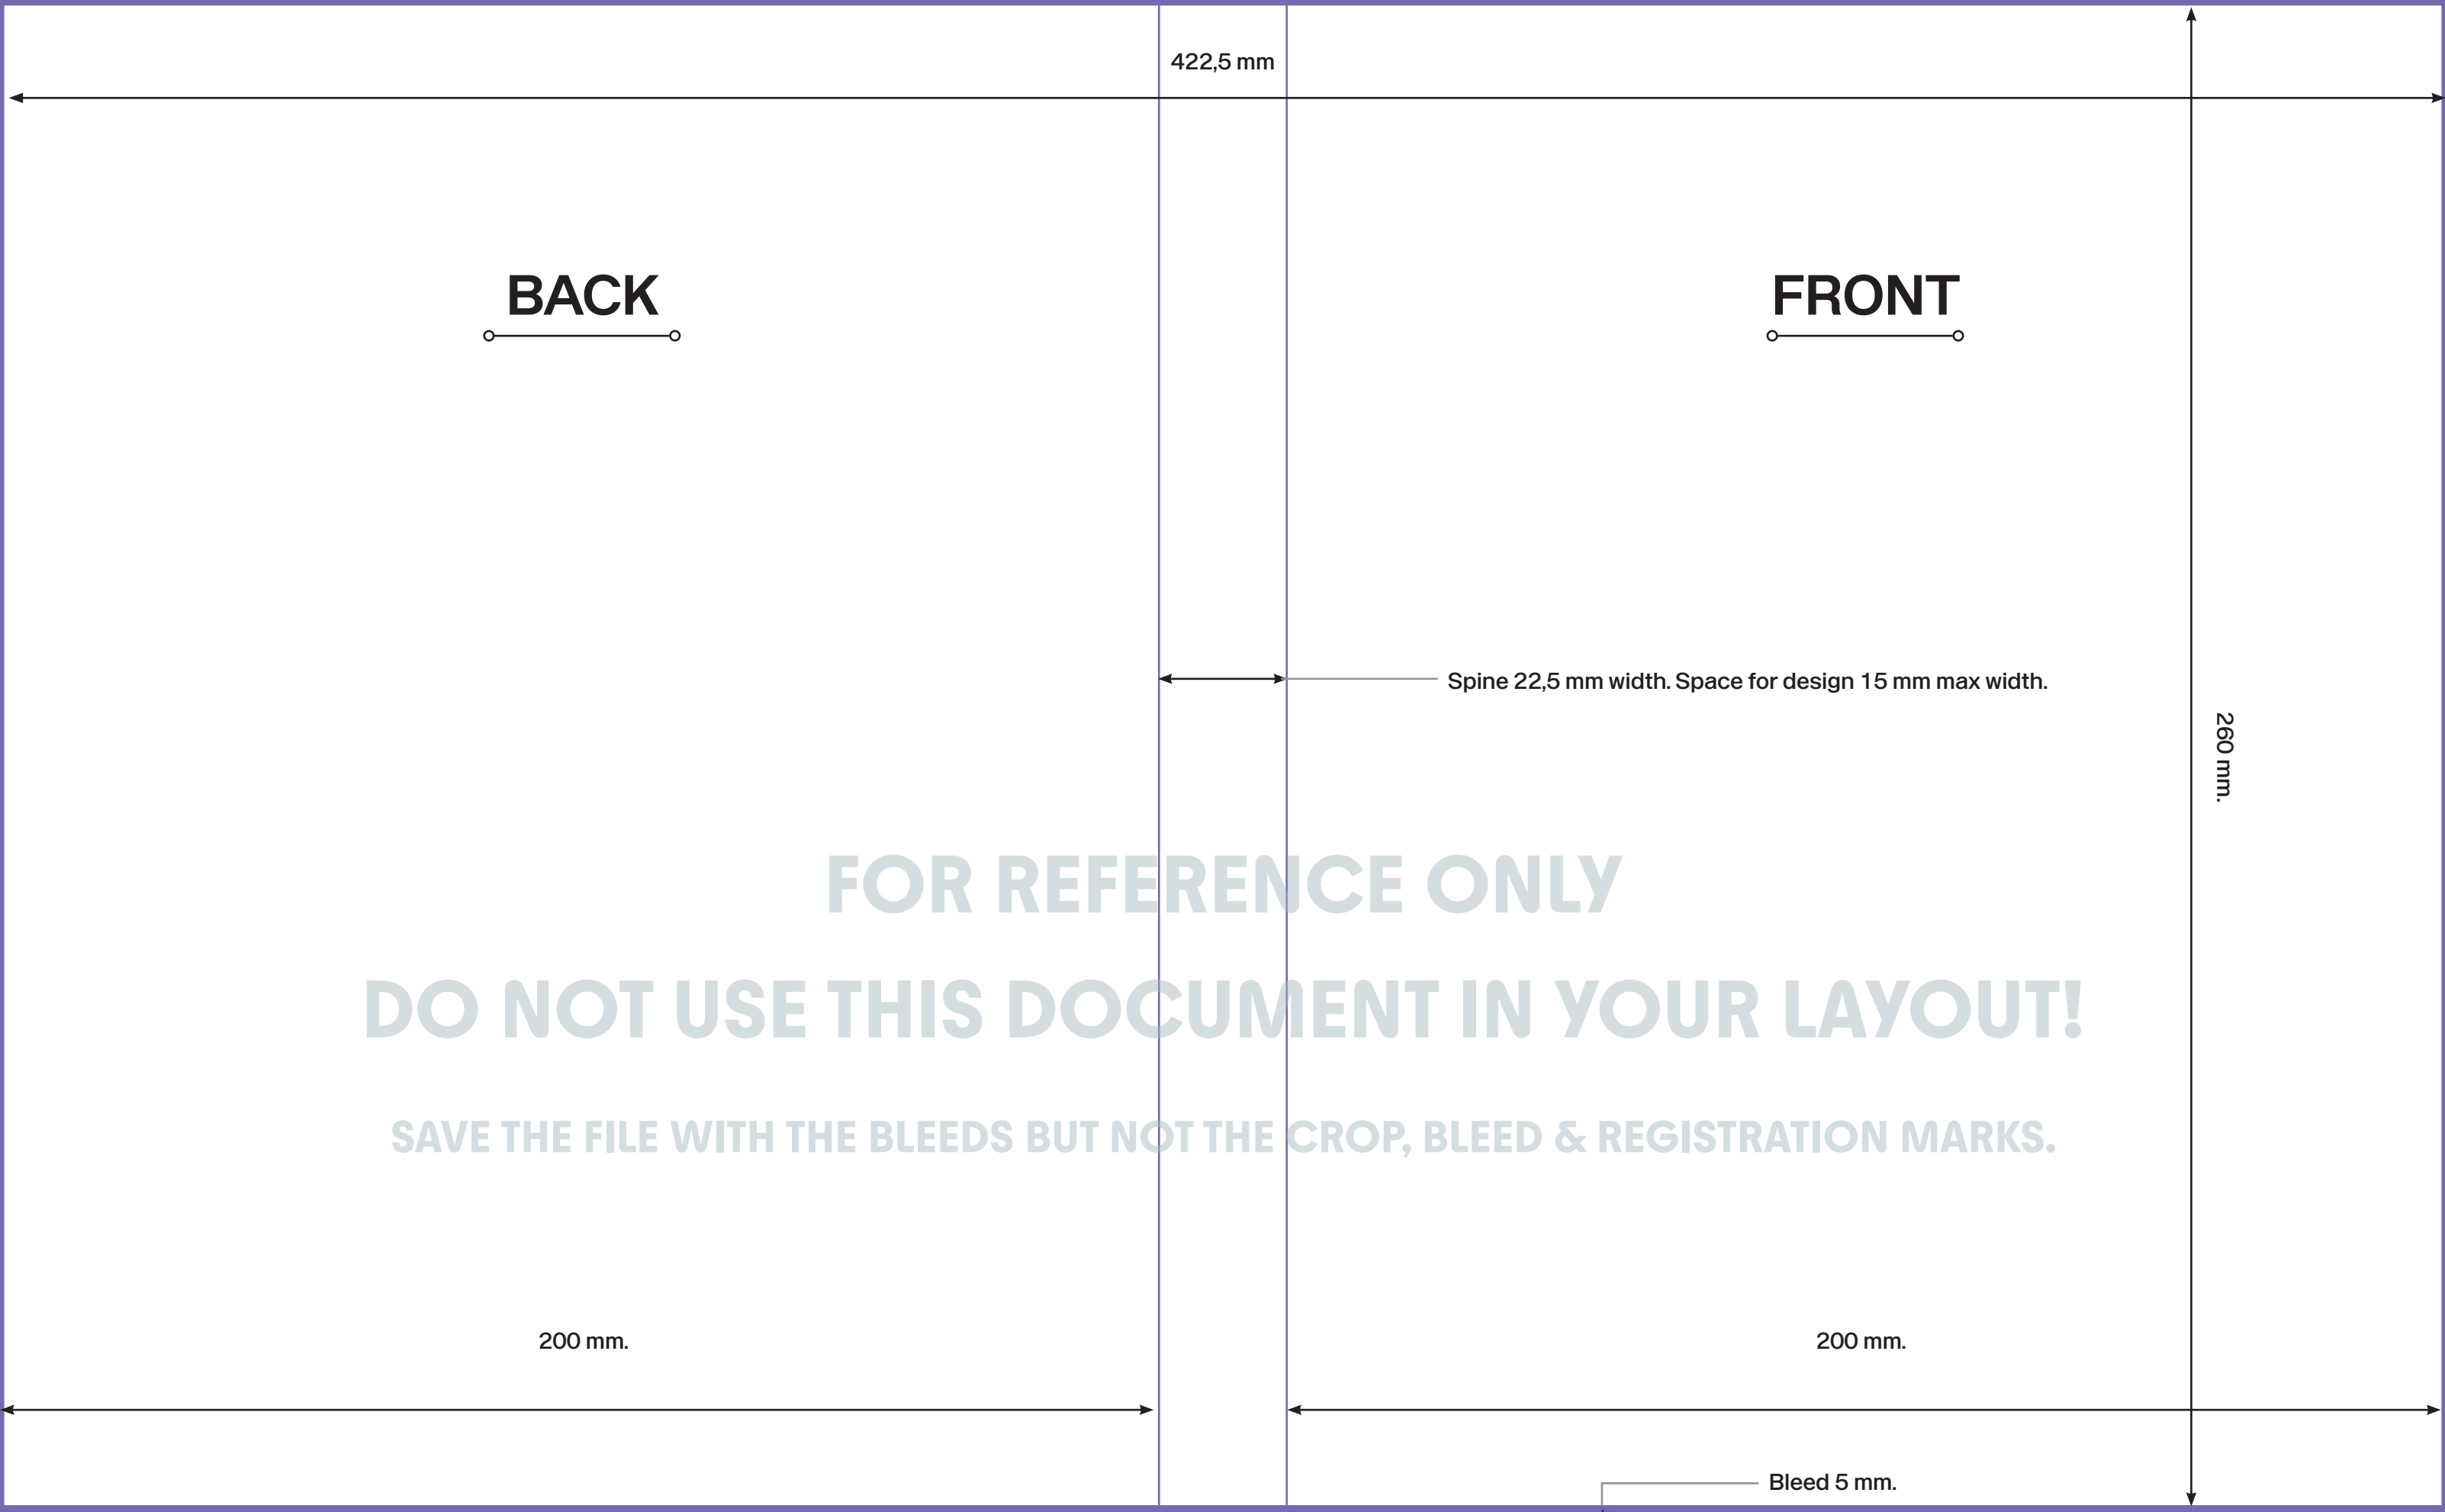 422,5 mm
BACK
FRONT
Spine 22,5 mm width. Space for design 15 mm max width.
260 mm.
FOR REFERENCE ONLY
DO NOT USE THIS DOCUMENT IN YOUR LAYOUT!
SAVE THE FILE WITH THE BLEEDS BUT NOT THE CROP, BLEED & REGISTRATION MARKS.
200 mm.
200 mm.
Bleed 5 mm.